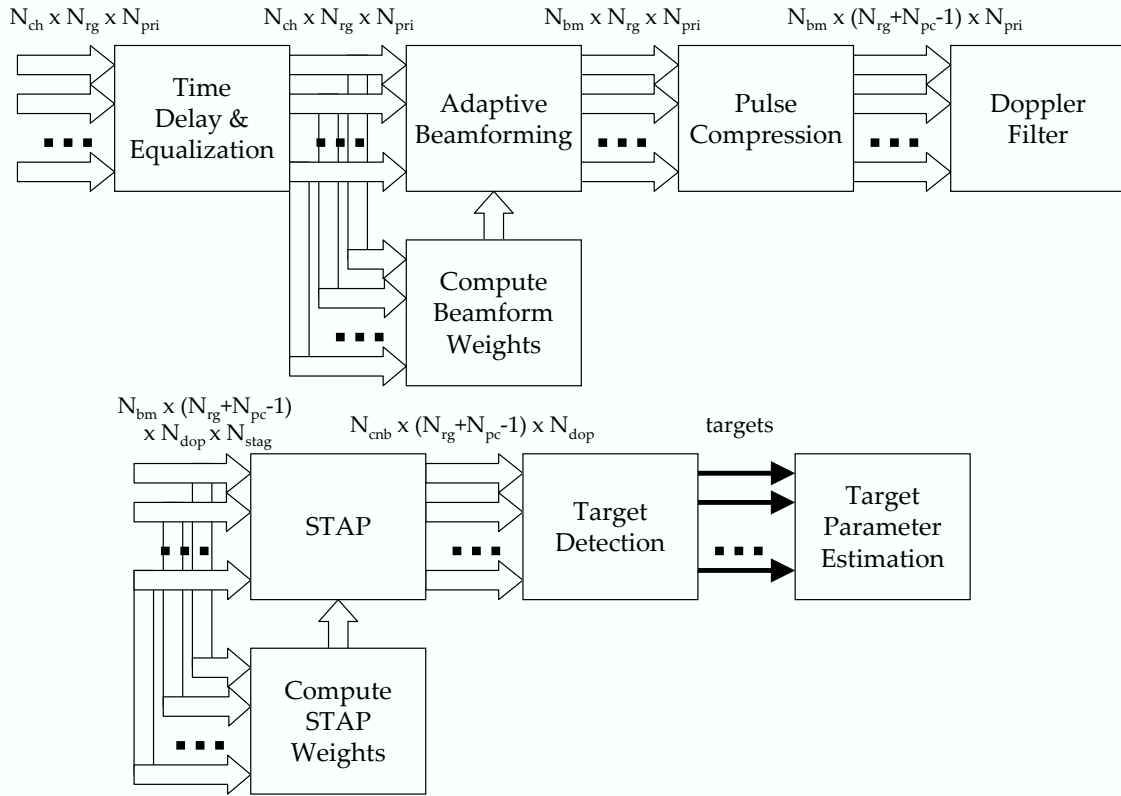 N_ch x N_rg x N_pri
N_ch x N_rg x N_pri
N_bm x N_rg x N_pri
N_bm x (N_rg+N_pc-1) x N_pri
Time
Delay &
Equalization
Adaptive
Beamforming
Pulse
Compression
Doppler
Filter
Compute
Beamform
Weights
N_bm x (N_rg+N_pc-1)
x N_dop x N_stag
N_cnb x (N_rg+N_pc-1) x N_dop
targets
STAP
Target
Detection
Target
Parameter
Estimation
Compute
STAP
Weights